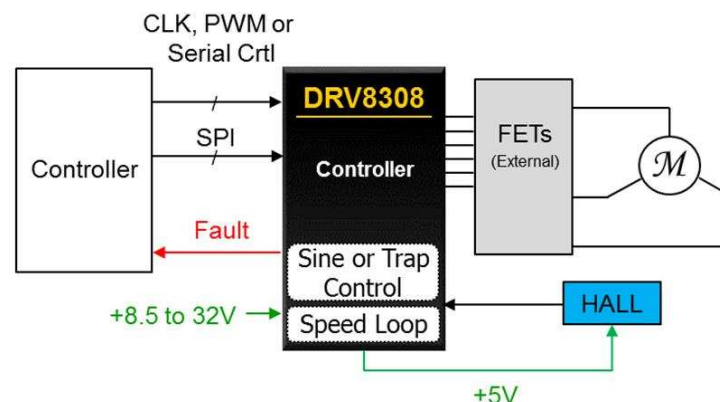 CLK, PWM or
Serial Crtl
DRV8308
SPI
Controller
Controller
FETs
(External)
M
Fault
Sine or Trap
Control
+8.5 to 32V
Speed Loop
HALL
+5V